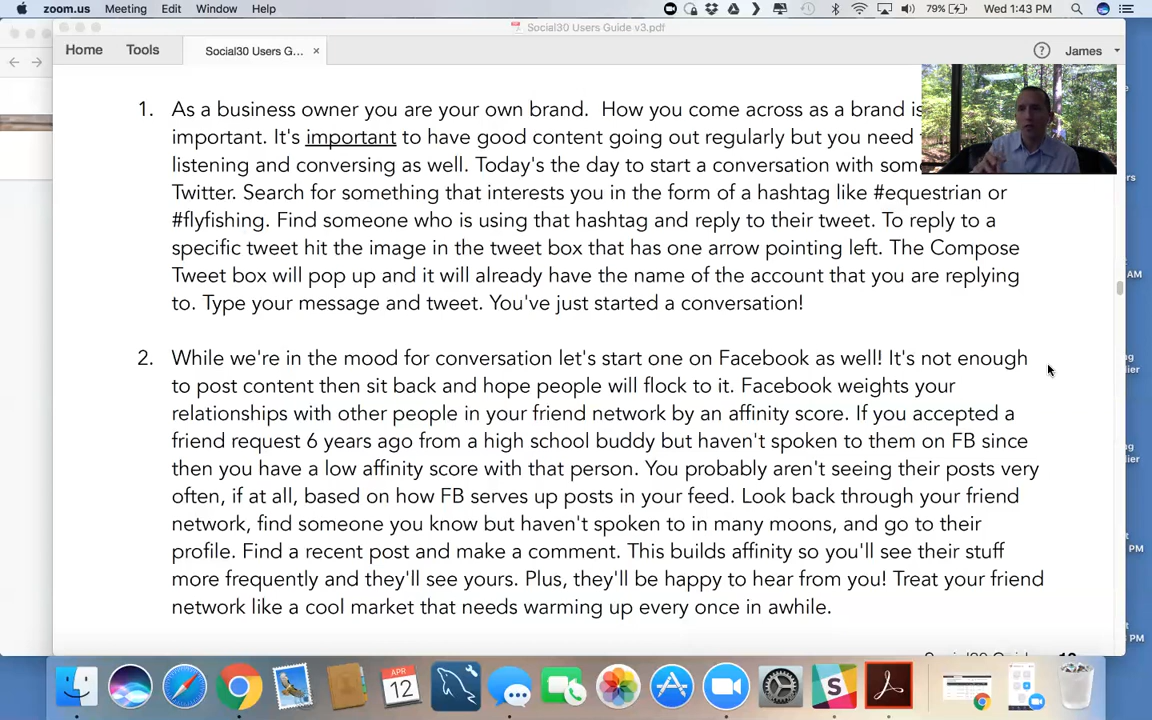 zoom.us Meeting Edit Window Help
79% Wed 1:43 PM
Social30 Users Guide v3.pdf
Home Tools Social30 Users G... × ? James
1. As a business owner you are your own brand. How you come across as a brand is
important. It's important to have good content going out regularly but you need
listening and conversing as well. Today's the day to start a conversation with
Twitter. Search for something that interests you in the form of a hashtag like #equestrian or
#flyfishing. Find someone who is using that hashtag and reply to their tweet. To reply to a
specific tweet hit the image in the tweet box that has one arrow pointing left. The Compose
Tweet box will pop up and it will already have the name of the account that you are replying
to. Type your message and tweet. You've just started a conversation!
2. While we're in the mood for conversation let's start one on Facebook as well! It's not enough
to post content then sit back and hope people will flock to it. Facebook weights your
relationships with other people in your friend network by an affinity score. If you accepted a
friend request 6 years ago from a high school buddy but haven't spoken to them on FB since
then you have a low affinity score with that person. You probably aren't seeing their posts very
often, if at all, based on how FB serves up posts in your feed. Look back through your friend
network, find someone you know but haven't spoken to in many moons, and go to their
profile. Find a recent post and make a comment. This builds affinity so you'll see their stuff
more frequently and they'll see yours. Plus, they'll be happy to hear from you! Treat your friend
network like a cool market that needs warming up every once in awhile.
AM
PM
PM
APR
12